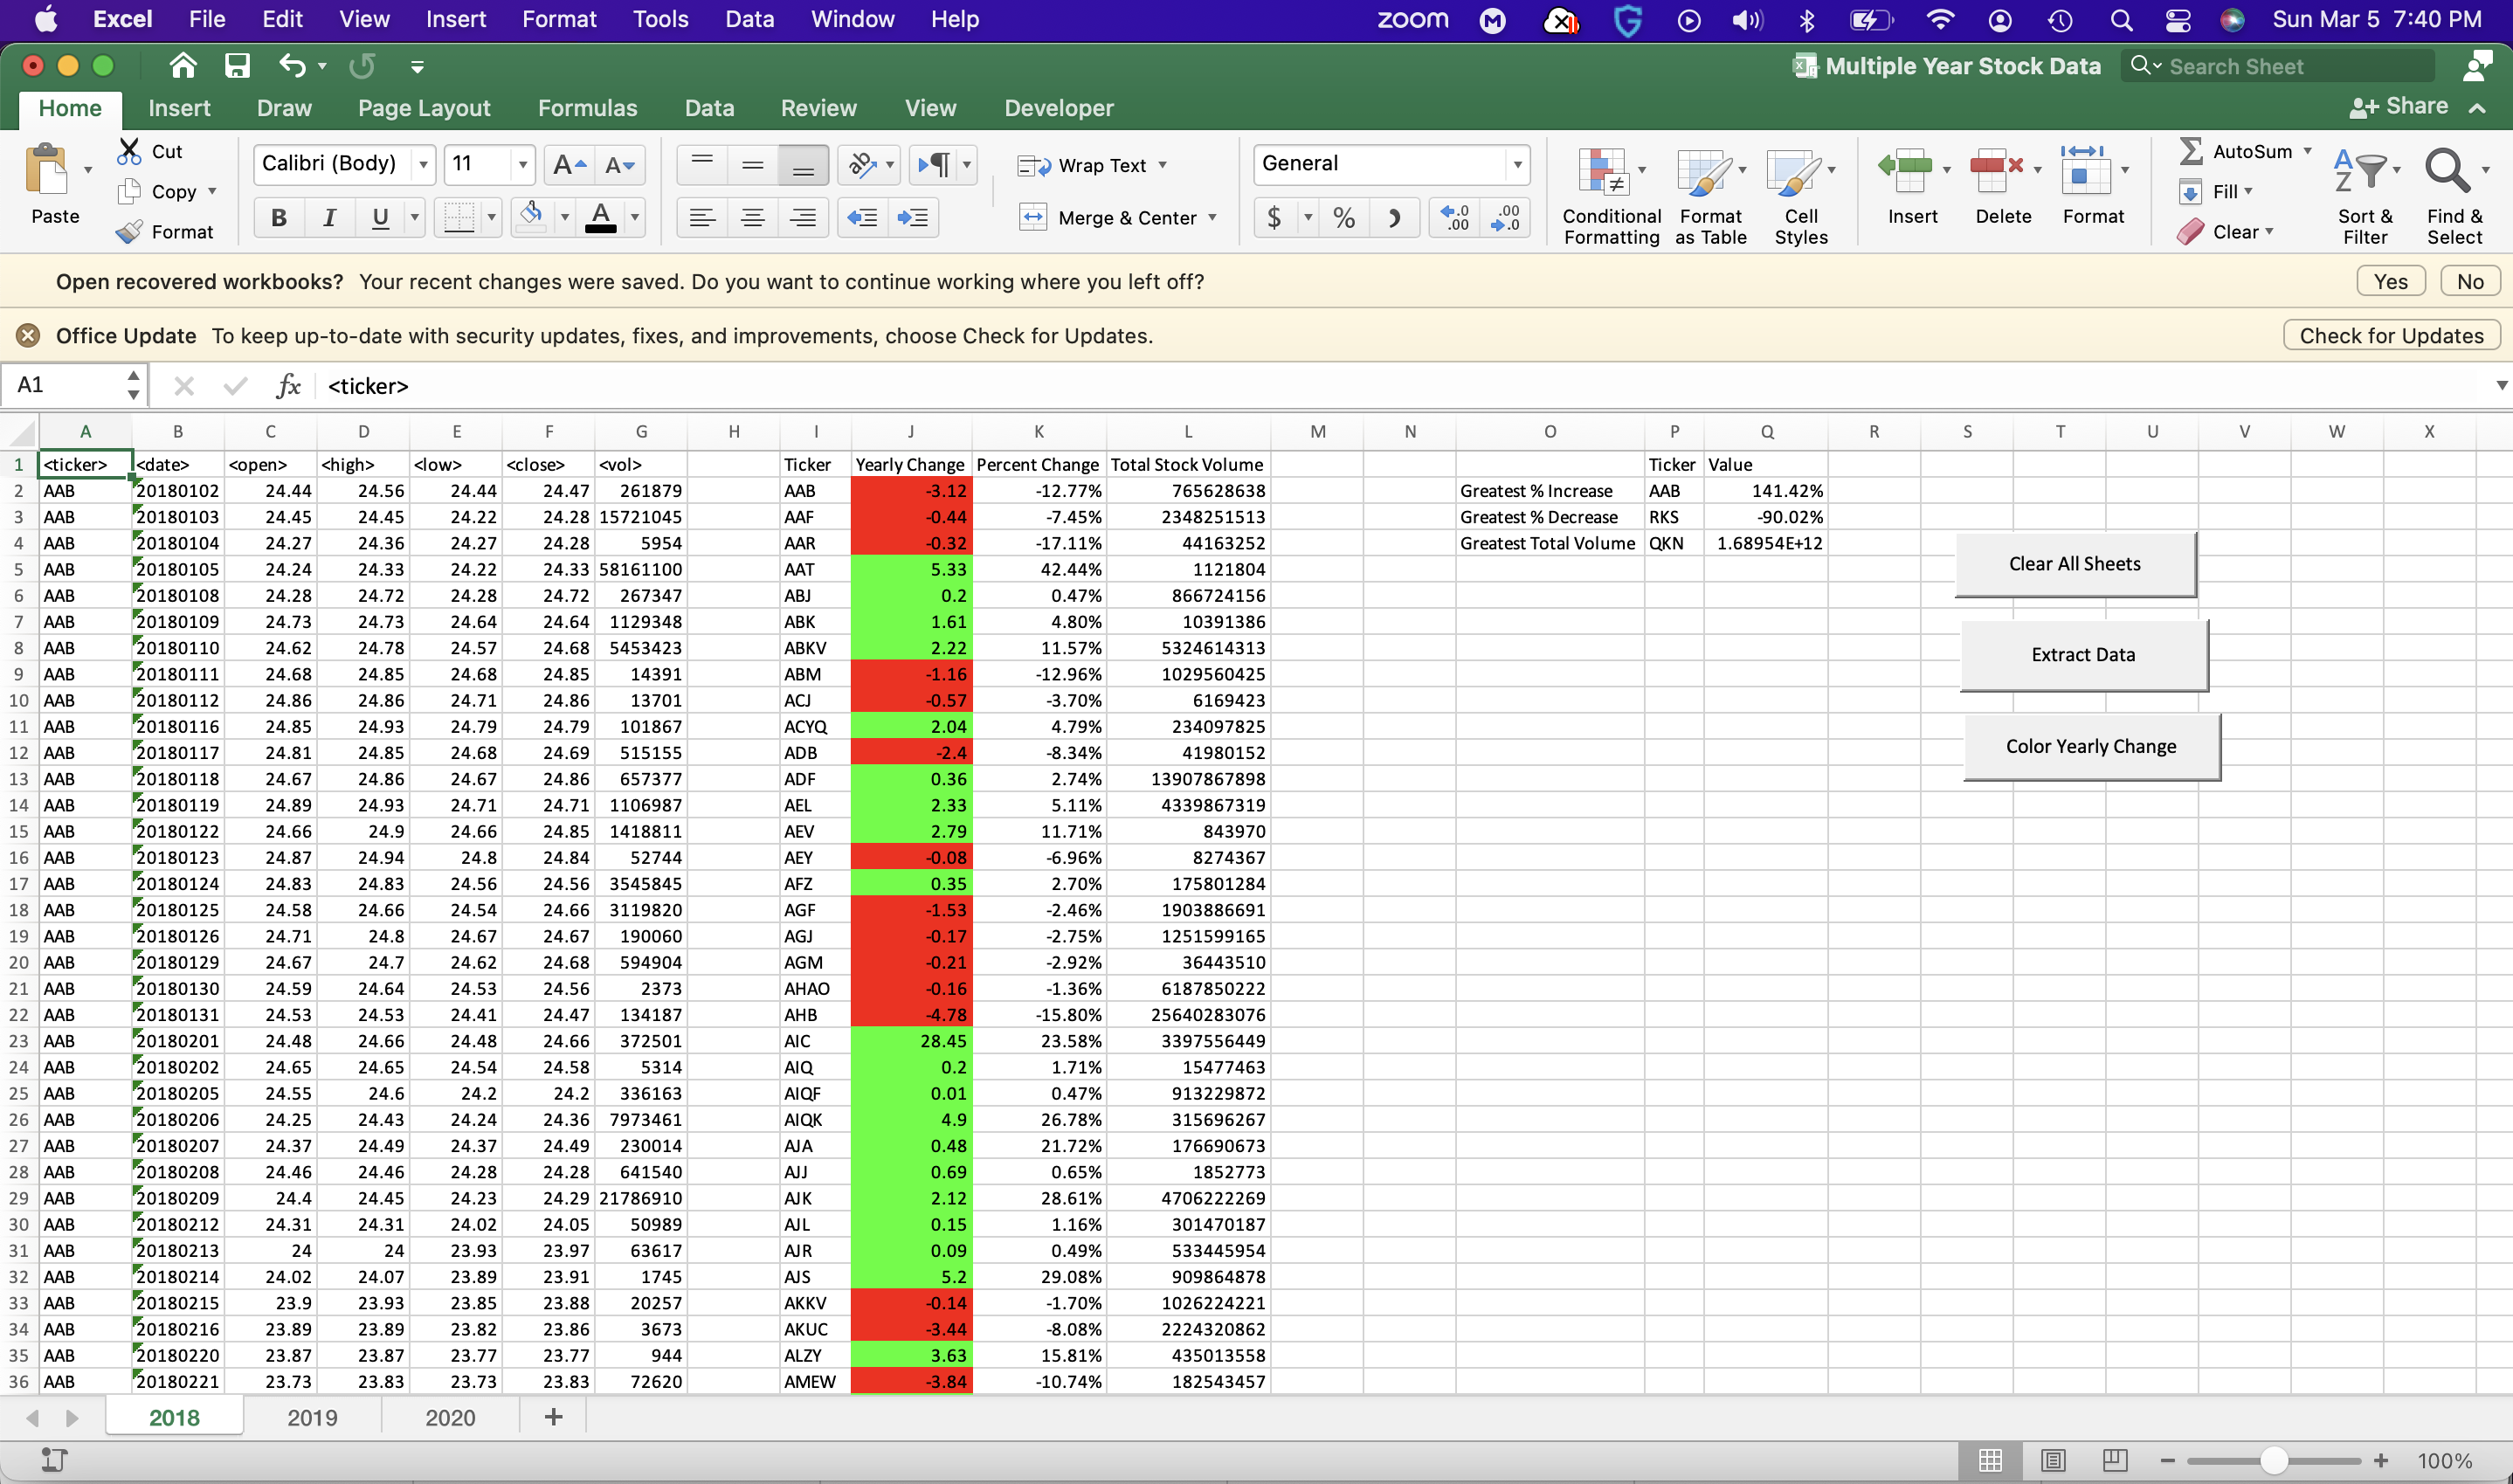 Excel File Edit View Insert Format Tools Data Window Help zoom Sun Mar 5 7:40 PM
Multiple Year Stock Data Search Sheet
Home Insert Draw Page Layout Formulas Data Review View Developer Share
Paste Cut Copy Format Calibri (Body) 11 Wrap Text Merge & Center General Conditional Formatting Format as Table Cell Styles Insert Delete Format AutoSum Fill Clear Sort & Filter Find & Select
Open recovered workbooks? Your recent changes were saved. Do you want to continue working where you left off? Yes No
Office Update To keep up-to-date with security updates, fixes, and improvements, choose Check for Updates. Check for Updates
A1 fx <ticker>
A B C D E F G H I J K L M N O P Q R S T U V W X
1 <ticker> <date> <open> <high> <low> <close> <vol> Ticker Yearly Change Percent Change Total Stock Volume Ticker Value
2 AAB 20180102 24.44 24.56 24.44 24.47 261879 AAB -3.12 -12.77% 765628638 Greatest % Increase AAB 141.42%
3 AAB 20180103 24.45 24.45 24.22 24.28 15721045 AAF -0.44 -7.45% 2348251513 Greatest % Decrease RKS -90.02%
4 AAB 20180104 24.27 24.36 24.27 24.28 5954 AAR -0.32 -17.11% 44163252 Greatest Total Volume QKN 1.68954E+12
5 AAB 20180105 24.24 24.33 24.22 24.33 58161100 AAT 5.33 42.44% 1121804
Clear All Sheets
6 AAB 20180108 24.28 24.72 24.28 24.72 267347 ABJ 0.2 0.47% 866724156
7 AAB 20180109 24.73 24.73 24.64 24.64 1129348 ABK 1.61 4.80% 10391386
8 AAB 20180110 24.62 24.78 24.57 24.68 5453423 ABKV 2.22 11.57% 5324614313
Extract Data
9 AAB 20180111 24.68 24.85 24.68 24.85 14391 ABM -1.16 -12.96% 1029560425
10 AAB 20180112 24.86 24.86 24.71 24.86 13701 ACJ -0.57 -3.70% 6169423
11 AAB 20180116 24.85 24.93 24.79 24.79 101867 ACYQ 2.04 4.79% 234097825
12 AAB 20180117 24.81 24.85 24.68 24.69 515155 ADB -2.4 -8.34% 41980152
Color Yearly Change
13 AAB 20180118 24.67 24.86 24.67 24.86 657377 ADF 0.36 2.74% 13907867898
14 AAB 20180119 24.89 24.93 24.71 24.71 1106987 AEL 2.33 5.11% 4339867319
15 AAB 20180122 24.66 24.9 24.66 24.85 1418811 AEV 2.79 11.71% 843970
16 AAB 20180123 24.87 24.94 24.8 24.84 52744 AEY -0.08 -6.96% 8274367
17 AAB 20180124 24.83 24.83 24.56 24.56 3545845 AFZ 0.35 2.70% 175801284
18 AAB 20180125 24.58 24.66 24.54 24.66 3119820 AGF -1.53 -2.46% 1903886691
19 AAB 20180126 24.71 24.8 24.67 24.67 190060 AGJ -0.17 -2.75% 1251599165
20 AAB 20180129 24.67 24.7 24.62 24.68 594904 AGM -0.21 -2.92% 36443510
21 AAB 20180130 24.59 24.64 24.53 24.56 2373 AHAO -0.16 -1.36% 6187850222
22 AAB 20180131 24.53 24.53 24.41 24.47 134187 AHB -4.78 -15.80% 25640283076
23 AAB 20180201 24.48 24.66 24.48 24.66 372501 AIC 28.45 23.58% 3397556449
24 AAB 20180202 24.65 24.65 24.54 24.58 5314 AIQ 0.2 1.71% 15477463
25 AAB 20180205 24.55 24.6 24.2 24.2 336163 AIQF 0.01 0.47% 913229872
26 AAB 20180206 24.25 24.43 24.24 24.36 7973461 AIQK 4.9 26.78% 315696267
27 AAB 20180207 24.37 24.49 24.37 24.49 230014 AJA 0.48 21.72% 176690673
28 AAB 20180208 24.46 24.46 24.28 24.28 641540 AJJ 0.69 0.65% 1852773
29 AAB 20180209 24.4 24.45 24.23 24.29 21786910 AJK 2.12 28.61% 4706222269
30 AAB 20180212 24.31 24.31 24.02 24.05 50989 AJL 0.15 1.16% 301470187
31 AAB 20180213 24 24 23.93 23.97 63617 AJR 0.09 0.49% 533445954
32 AAB 20180214 24.02 24.07 23.89 23.91 1745 AJS 5.2 29.08% 909864878
33 AAB 20180215 23.9 23.93 23.85 23.88 20257 AKKV -0.14 -1.70% 1026224221
34 AAB 20180216 23.89 23.89 23.82 23.86 3673 AKUC -3.44 -8.08% 2224320862
35 AAB 20180220 23.87 23.87 23.77 23.77 944 ALZY 3.63 15.81% 435013558
36 AAB 20180221 23.73 23.83 23.73 23.83 72620 AMEW -3.84 -10.74% 182543457
2018 2019 2020 +
100%